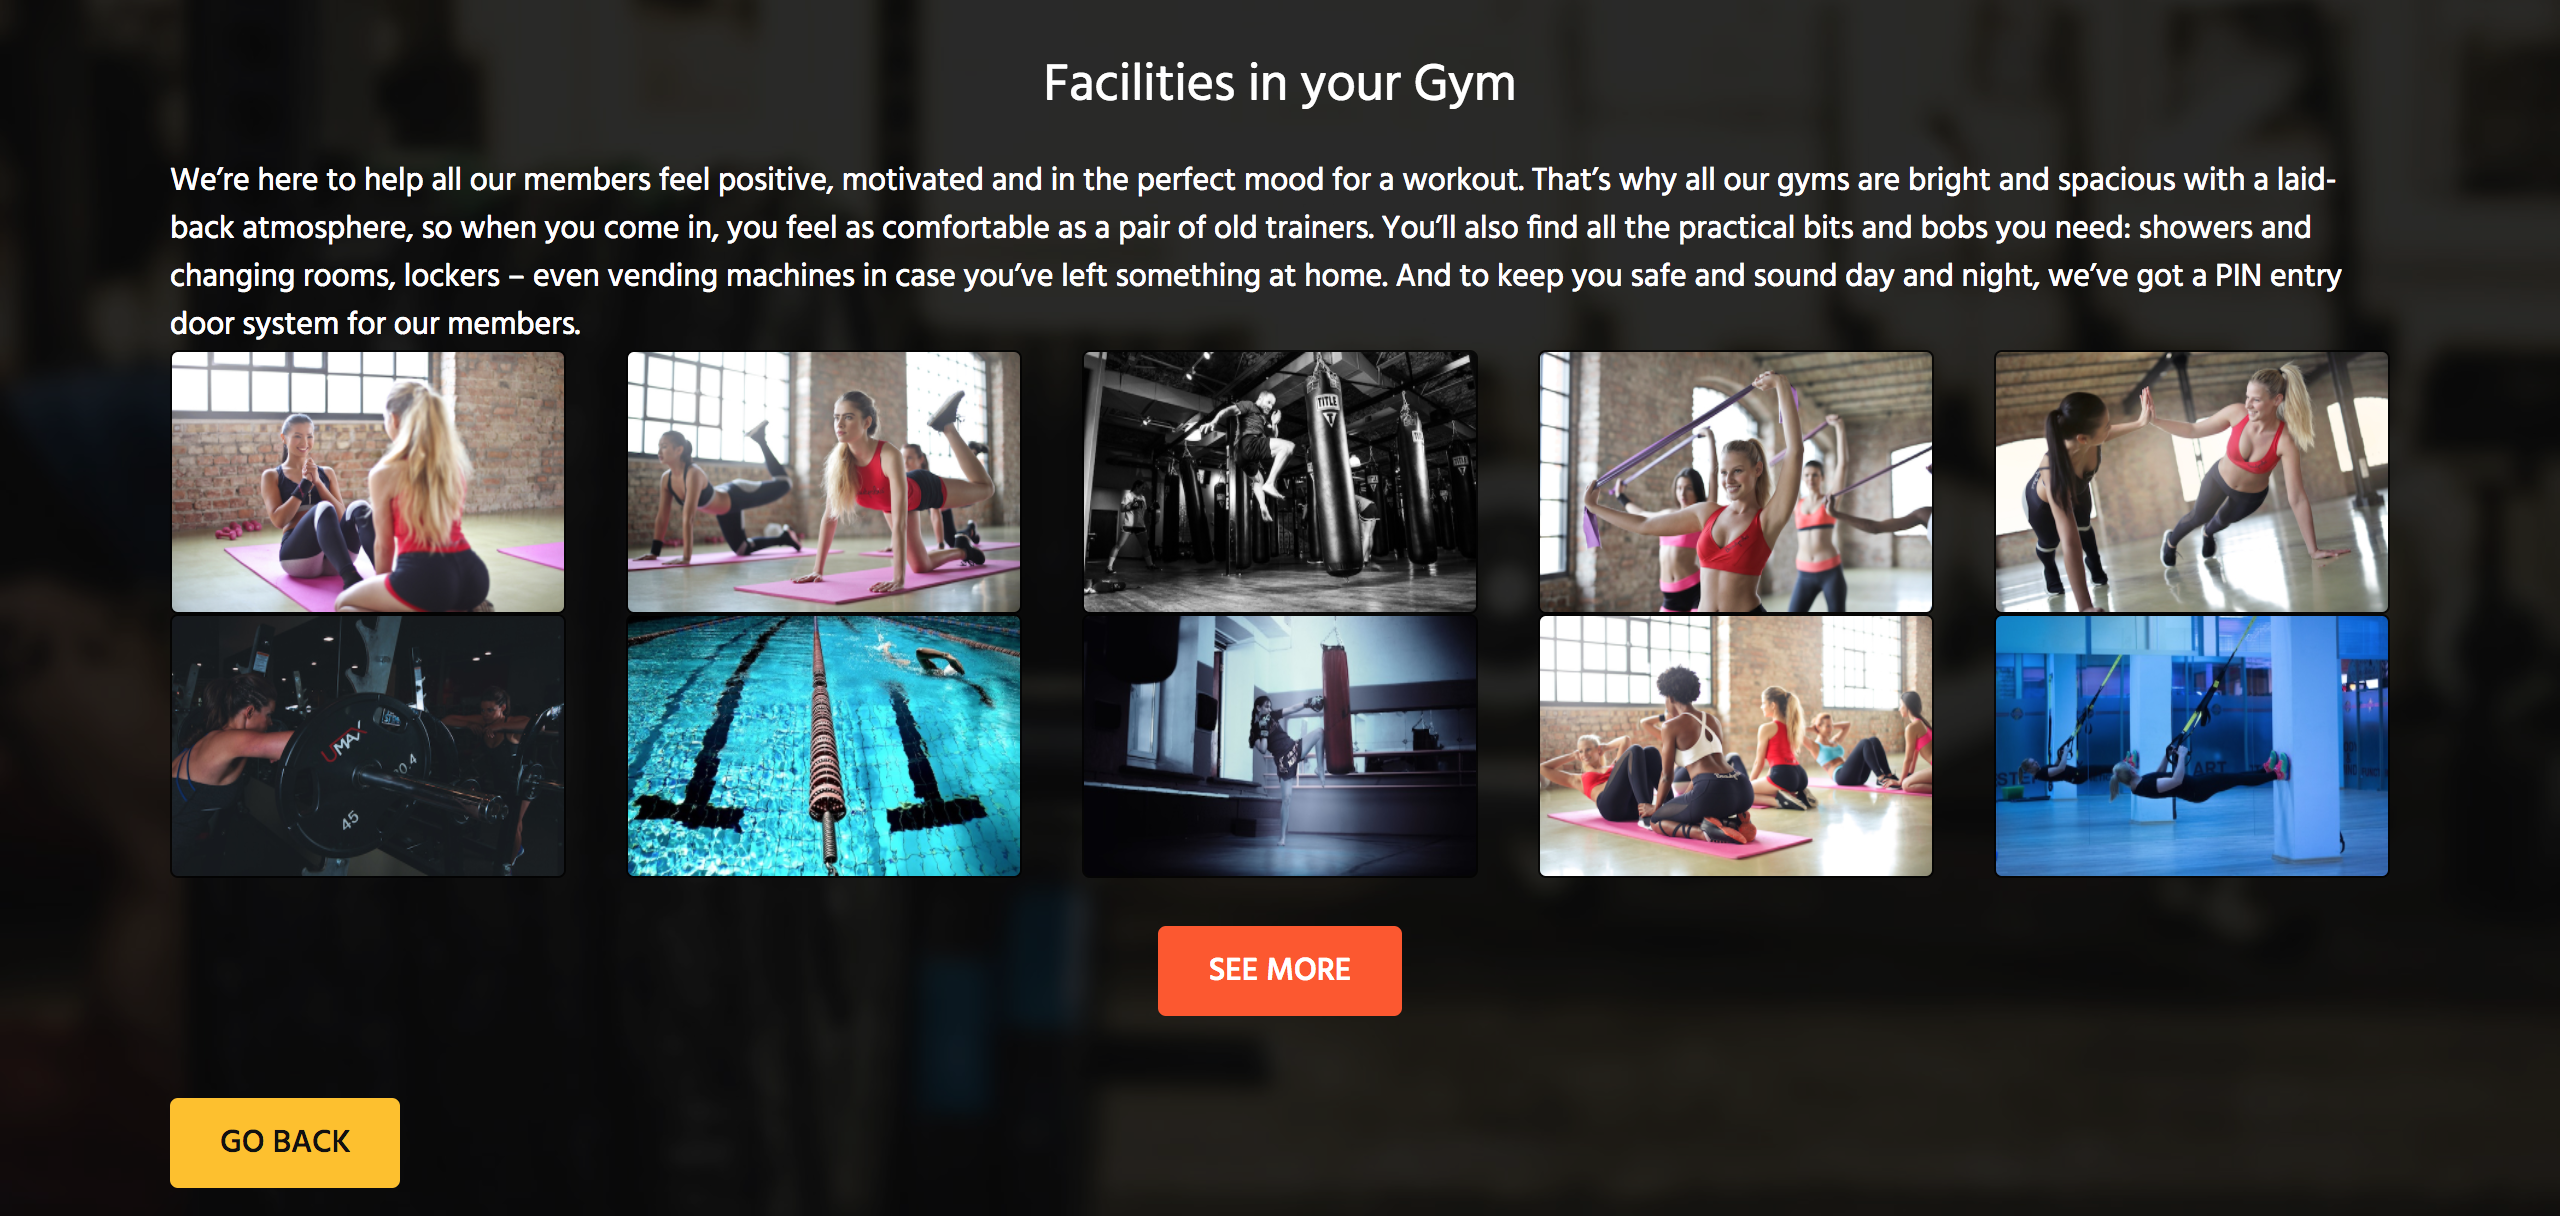 Facilities in your Gym
We’re here to help all our members feel positive, motivated and in the perfect mood for a workout. That’s why all our gyms are bright and spacious with a laid-
back atmosphere, so when you come in, you feel as comfortable as a pair of old trainers. You’ll also find all the practical bits and bobs you need: showers and
changing rooms, lockers – even vending machines in case you’ve left something at home. And to keep you safe and sound day and night, we’ve got a PIN entry
door system for our members.
TITLE
UMAX
45
ART
SEE MORE
GO BACK